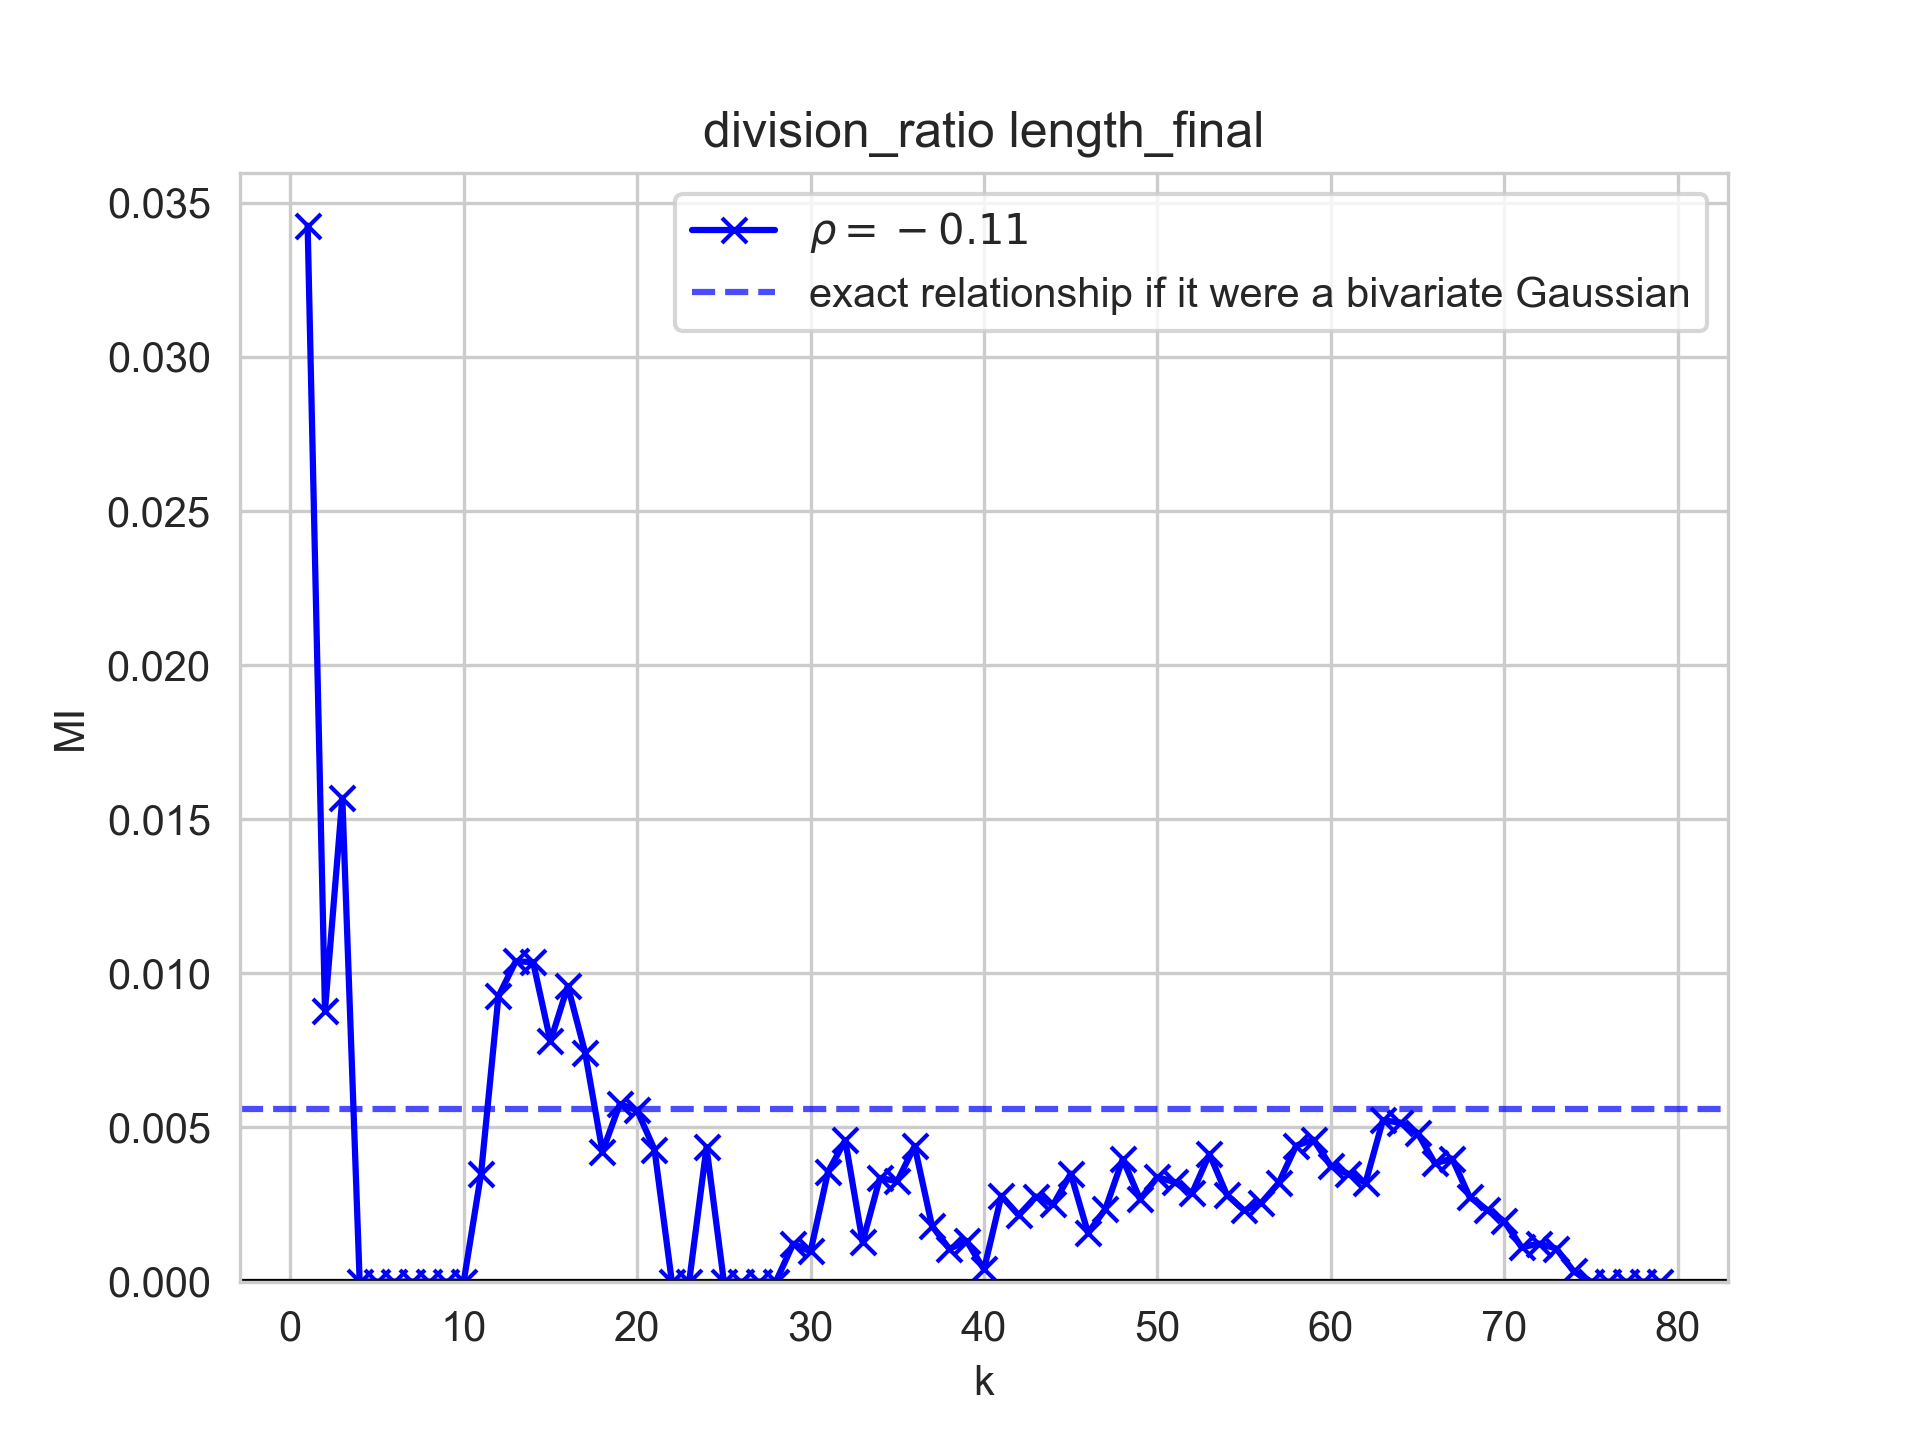 division_ratio length_final
ρ = − 0.11
exact relationship if it were a bivariate Gaussian
0.035
0.030
0.025
0.020
0.015
0.010
0.005
0.000
MI
0 10 20 30 40 50 60 70 80
k